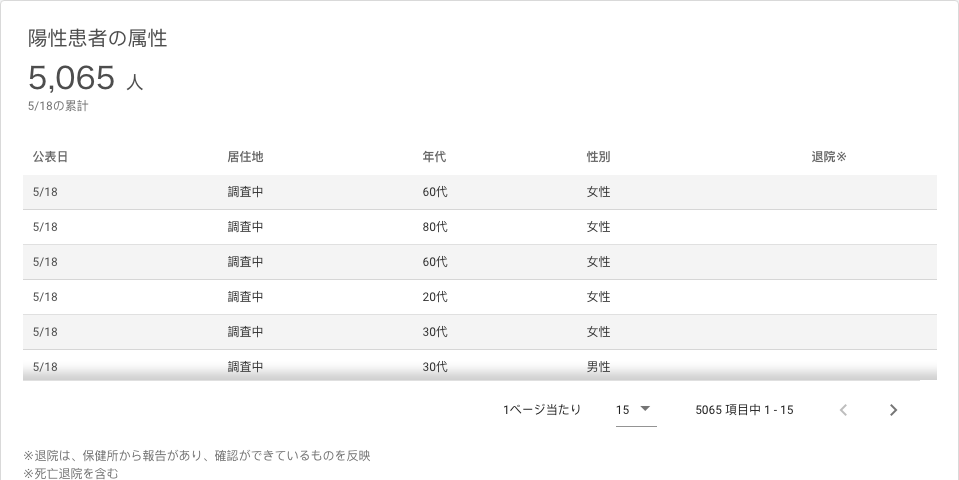 陽性患者の属性
5,065 人
5/18の累計
公表日 居住地 年代 性別 退院※
5/18 調査中 60代 女性
5/18 調査中 80代 女性
5/18 調査中 60代 女性
5/18 調査中 20代 女性
5/18 調査中 30代 女性
5/18 調査中 30代 男性
1ページ当たり 15 5065 項目中 1 - 15
※退院は、保健所から報告があり、確認ができているものを反映
※死亡退院を含む